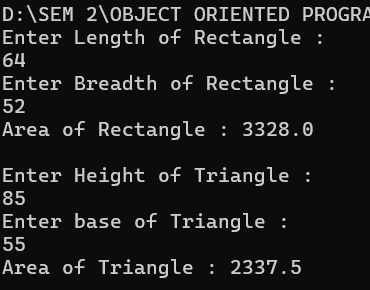 D:\SEM 2\OBJECT ORIENTED PROGRA
Enter Length of Rectangle :
64
Enter Breadth of Rectangle :
52
Area of Rectangle : 3328.0
Enter Height of Triangle :
85
Enter base of Triangle :
55
Area of Triangle : 2337.5